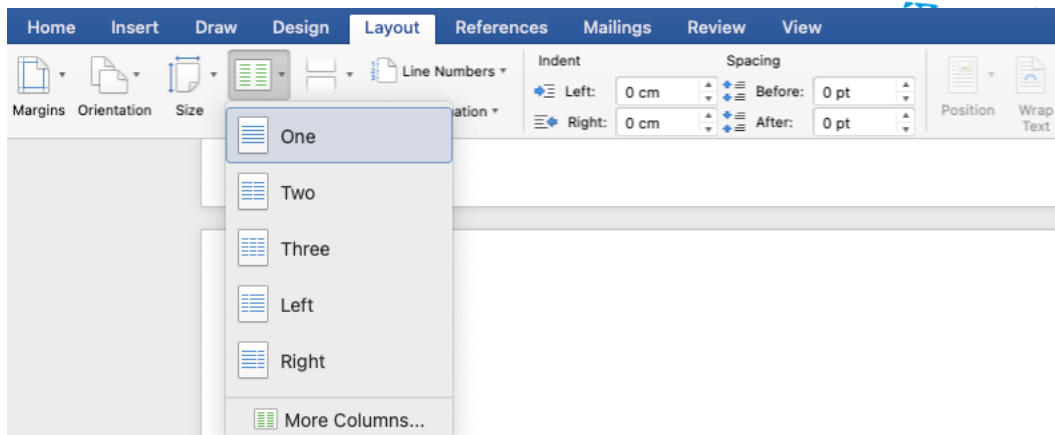 Home Insert Draw Design Layout References Mailings Review View
Indent Spacing
Line Numbers
Left: 0 cm Before: 0 pt
Margins Orientation Size Position Wrap
Right: 0 cm After: 0 pt Text
One
Two
Three
Left
Right
More Columns...